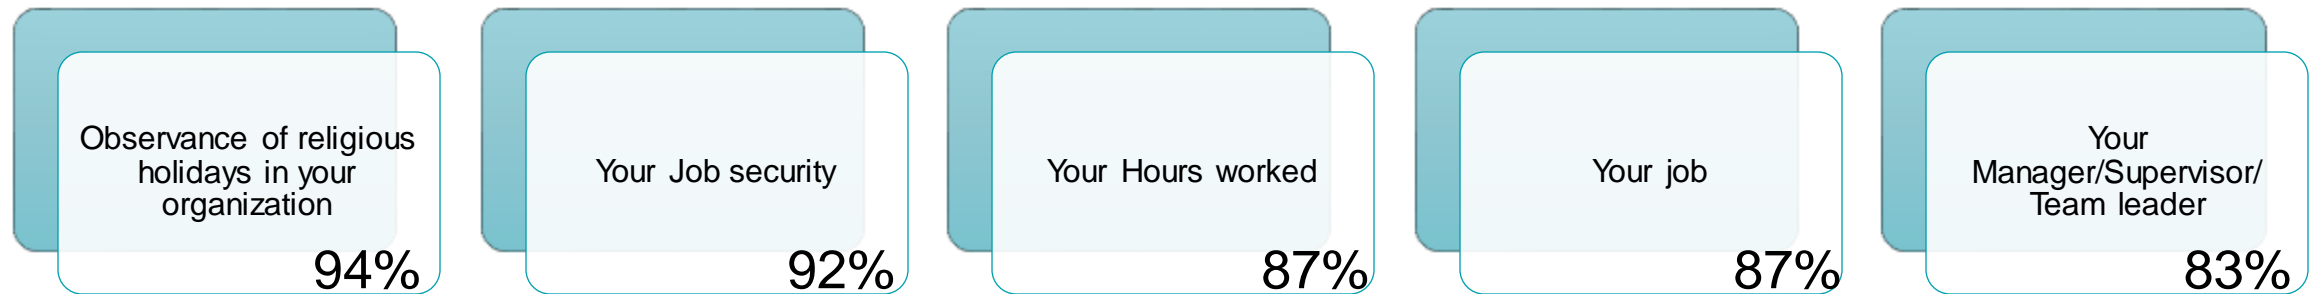 Observance of religious
holidays in your
organization
94%
Your Job security
92%
Your Hours worked
87%
Your job
87%
Your
Manager/Supervisor/
Team leader
83%